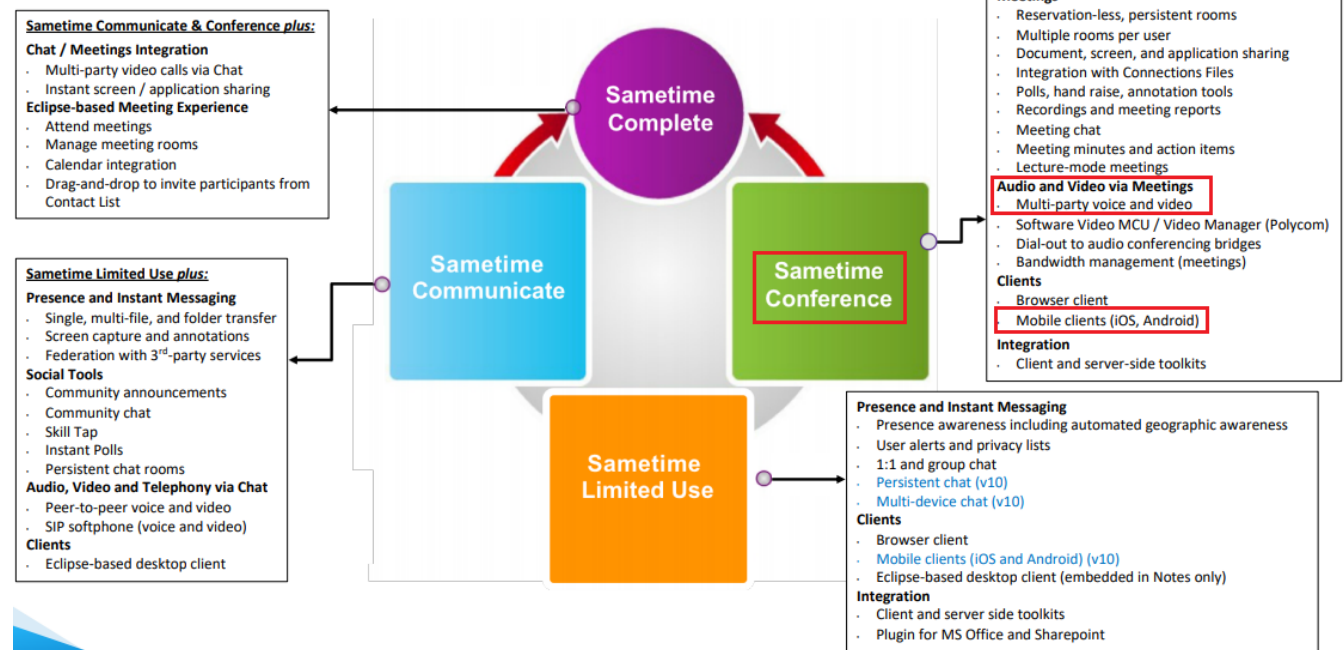 Sametime Communicate & Conference plus:
Chat / Meetings Integration
· Multi-party video calls via Chat
· Instant screen / application sharing
Eclipse-based Meeting Experience
· Attend meetings
· Manage meeting rooms
· Calendar integration
· Drag-and-drop to invite participants from
Contact List
Sametime
Complete
· Reservation-less, persistent rooms
· Multiple rooms per user
· Document, screen, and application sharing
· Integration with Connections Files
· Polls, hand raise, annotation tools
· Recordings and meeting reports
· Meeting chat
· Meeting minutes and action items
· Lecture-mode meetings
Audio and Video via Meetings
· Multi-party voice and video
· Software Video MCU / Video Manager (Polycom)
· Dial-out to audio conferencing bridges
· Bandwidth management (meetings)
Clients
· Browser client
· Mobile clients (iOS, Android)
Integration
· Client and server-side toolkits
Sametime
Communicate
Sametime
Conference
Sametime Limited Use plus:
Presence and Instant Messaging
· Single, multi-file, and folder transfer
· Screen capture and annotations
· Federation with 3rd-party services
Social Tools
· Community announcements
· Community chat
· Skill Tap
· Instant Polls
· Persistent chat rooms
Audio, Video and Telephony via Chat
· Peer-to-peer voice and video
· SIP softphone (voice and video)
Clients
· Eclipse-based desktop client
Sametime
Limited Use
Presence and Instant Messaging
· Presence awareness including automated geographic awareness
· User alerts and privacy lists
· 1:1 and group chat
· Persistent chat (v10)
· Multi-device chat (v10)
Clients
· Browser client
· Mobile clients (iOS and Android) (v10)
· Eclipse-based desktop client (embedded in Notes only)
Integration
· Client and server side toolkits
· Plugin for MS Office and Sharepoint